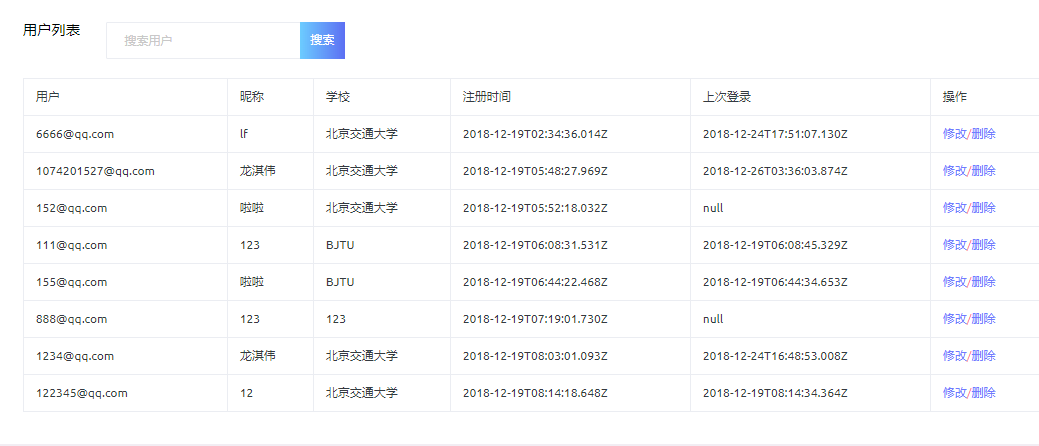 用户列表 搜索用户 搜索
用户 昵称 学校 注册时间 上次登录 操作
6666@qq.com lf 北京交通大学 2018-12-19T02:34:36.014Z 2018-12-24T17:51:07.130Z 修改/删除
1074201527@qq.com 龙淇伟 北京交通大学 2018-12-19T05:48:27.969Z 2018-12-26T03:36:03.874Z 修改/删除
152@qq.com 啦啦 北京交通大学 2018-12-19T05:52:18.032Z null 修改/删除
111@qq.com 123 BJTU 2018-12-19T06:08:31.531Z 2018-12-19T06:08:45.329Z 修改/删除
155@qq.com 啦啦 BJTU 2018-12-19T06:44:22.468Z 2018-12-19T06:44:34.653Z 修改/删除
888@qq.com 123 123 2018-12-19T07:19:01.730Z null 修改/删除
1234@qq.com 龙淇伟 北京交通大学 2018-12-19T08:03:01.093Z 2018-12-24T16:48:53.008Z 修改/删除
122345@qq.com 12 北京交通大学 2018-12-19T08:14:18.648Z 2018-12-19T08:14:34.364Z 修改/删除